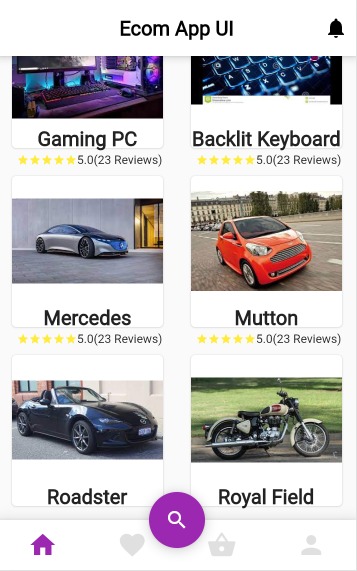 Ecom App UI
Gaming PC
Backlit Keyboard
5.0(23 Reviews)
5.0(23 Reviews)
Mercedes
Mutton
5.0(23 Reviews)
5.0(23 Reviews)
Roadster
Royal Field